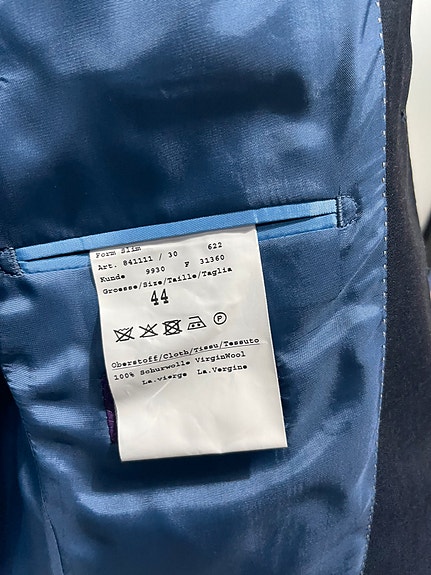 Form Slim 622
Art. 841111 / 30
Kunde 9930 F 31360
Groesse/Size/Taille/Taglia
44
P
Oberstoff/Cloth/Tissu/Tessuto
100% Schurwolle VirginWool
La.vierge La.Vergine